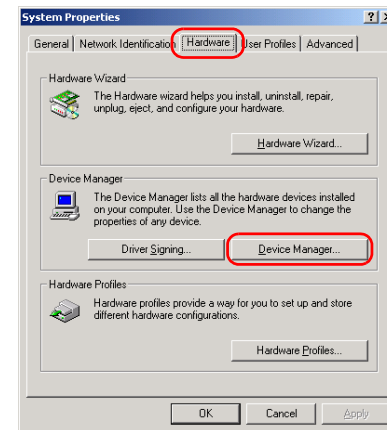 System Properties
General Network Identification Hardware User Profiles Advanced
Hardware Wizard
The Hardware wizard helps you install, uninstall, repair,
unplug, eject, and configure your hardware.
Hardware Wizard...
Device Manager
The Device Manager lists all the hardware devices installed
on your computer. Use the Device Manager to change the
properties of any device.
Driver Signing... Device Manager...
Hardware Profiles
Hardware profiles provide a way for you to set up and store
different hardware configurations.
Hardware Profiles...
OK Cancel Apply